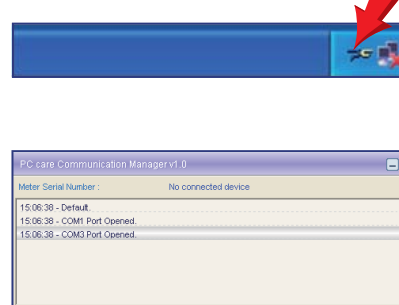 PC care Communication Manager v1.0
Meter Serial Number : No connected device
15:06:38 - Default.
15:06:38 - COM1 Port Opened.
15:06:38 - COM3 Port Opened.